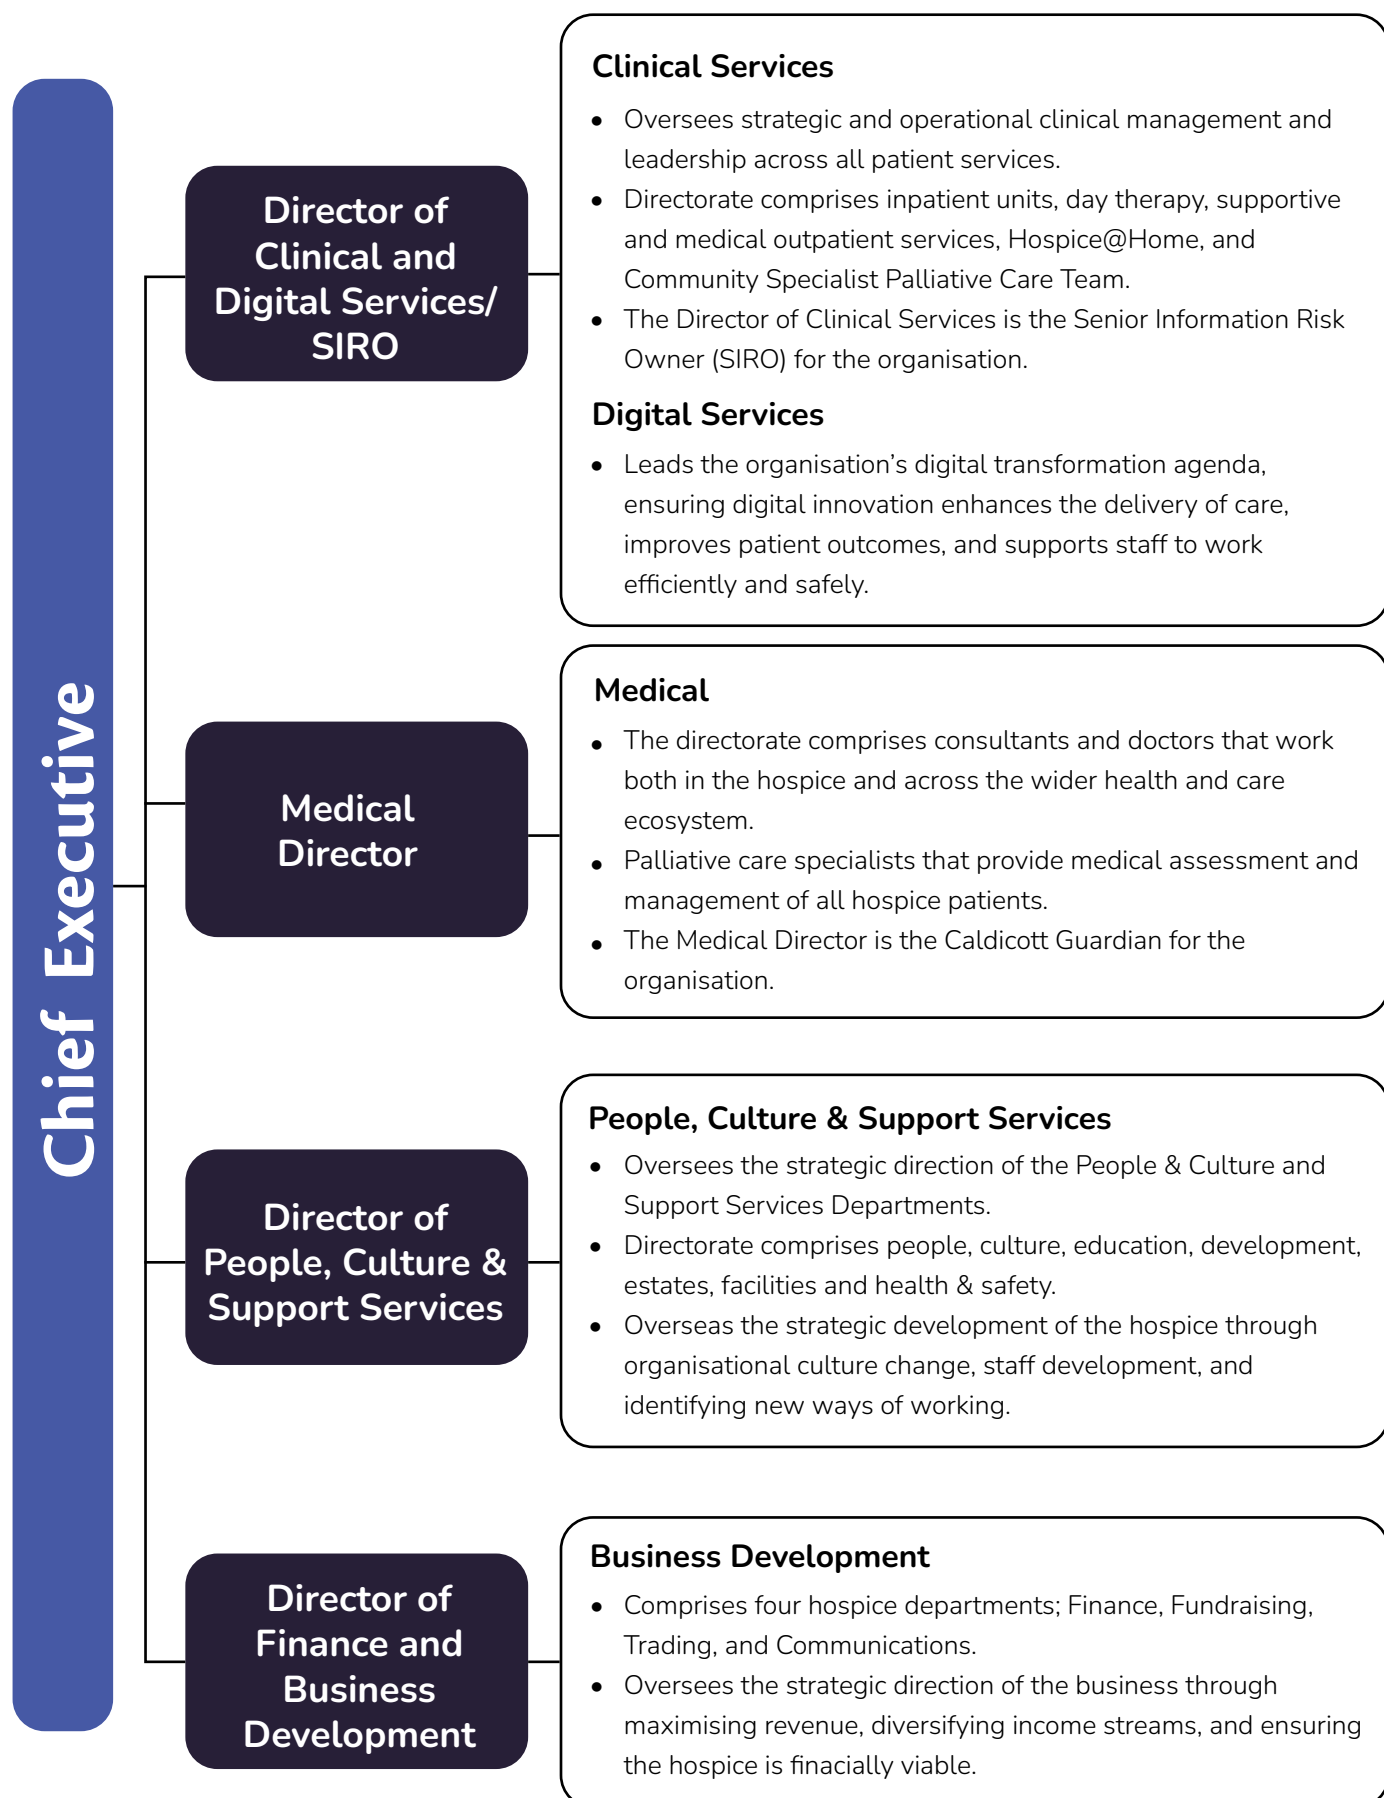 Chief Executive
Director of
Clinical and
Digital Services/
SIRO
Clinical Services
• Oversees strategic and operational clinical management and
leadership across all patient services.
• Directorate comprises inpatient units, day therapy, supportive
and medical outpatient services, Hospice@Home, and
Community Specialist Palliative Care Team.
• The Director of Clinical Services is the Senior Information Risk
Owner (SIRO) for the organisation.
Digital Services
• Leads the organisation’s digital transformation agenda,
ensuring digital innovation enhances the delivery of care,
improves patient outcomes, and supports staff to work
efficiently and safely.
Medical
Director
Medical
• The directorate comprises consultants and doctors that work
both in the hospice and across the wider health and care
ecosystem.
• Palliative care specialists that provide medical assessment and
management of all hospice patients.
• The Medical Director is the Caldicott Guardian for the
organisation.
Director of
People, Culture &
Support Services
People, Culture & Support Services
• Oversees the strategic direction of the People & Culture and
Support Services Departments.
• Directorate comprises people, culture, education, development,
estates, facilities and health & safety.
• Overseas the strategic development of the hospice through
organisational culture change, staff development, and
identifying new ways of working.
Director of
Finance and
Business
Development
Business Development
• Comprises four hospice departments; Finance, Fundraising,
Trading, and Communications.
• Oversees the strategic direction of the business through
maximising revenue, diversifying income streams, and ensuring
the hospice is finacially viable.